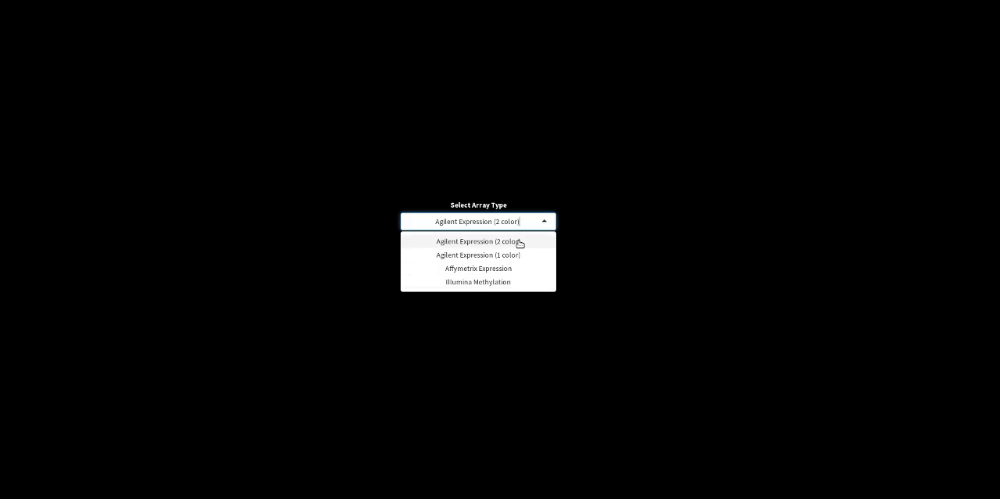 Select Array Type
Agilent Expression (2 color)
Agilent Expression (2 color
Agilent Expression (1 color)
Affymetrix Expression
Illumina Methylation